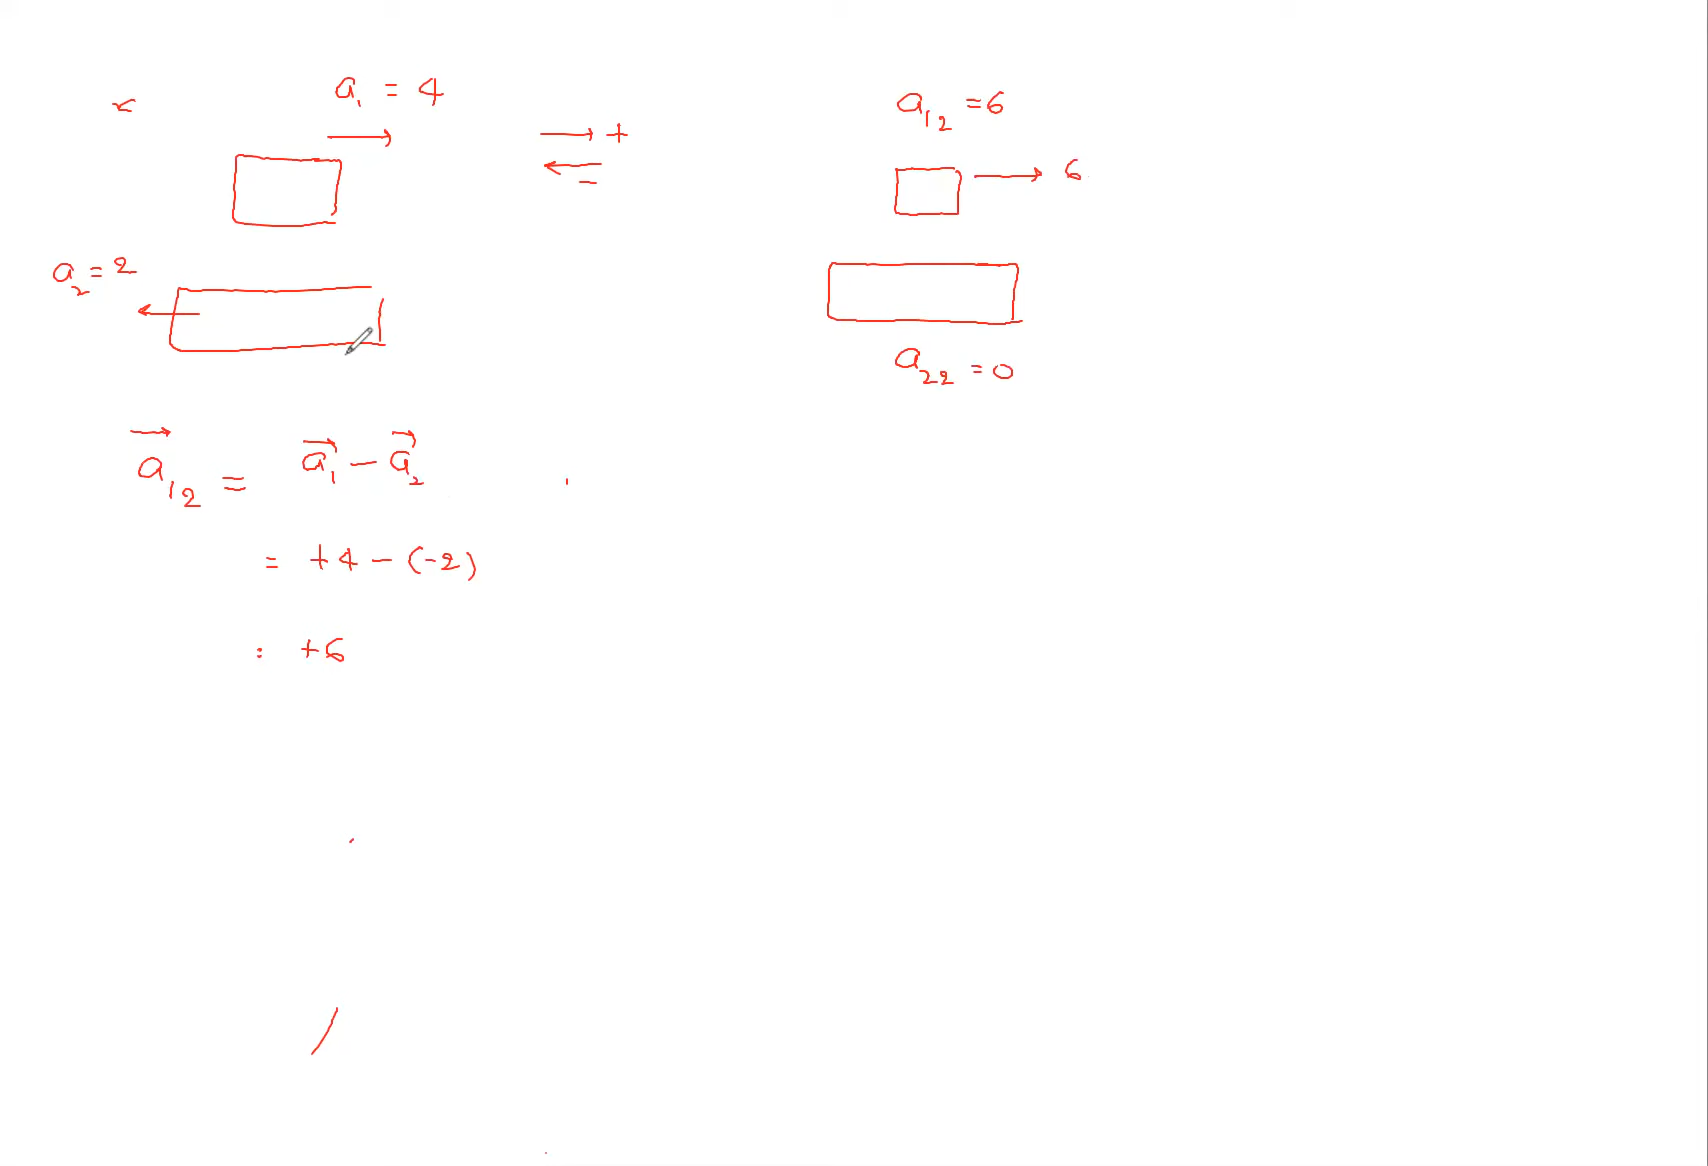 a₁ = 4
→ +
← −
a₂ = 2
a⃗₁₂ = a⃗₁ − a⃗₂
= +4 − (−2)
= +6
a₁₂ = 6
→ 6
a₂₂ = 0